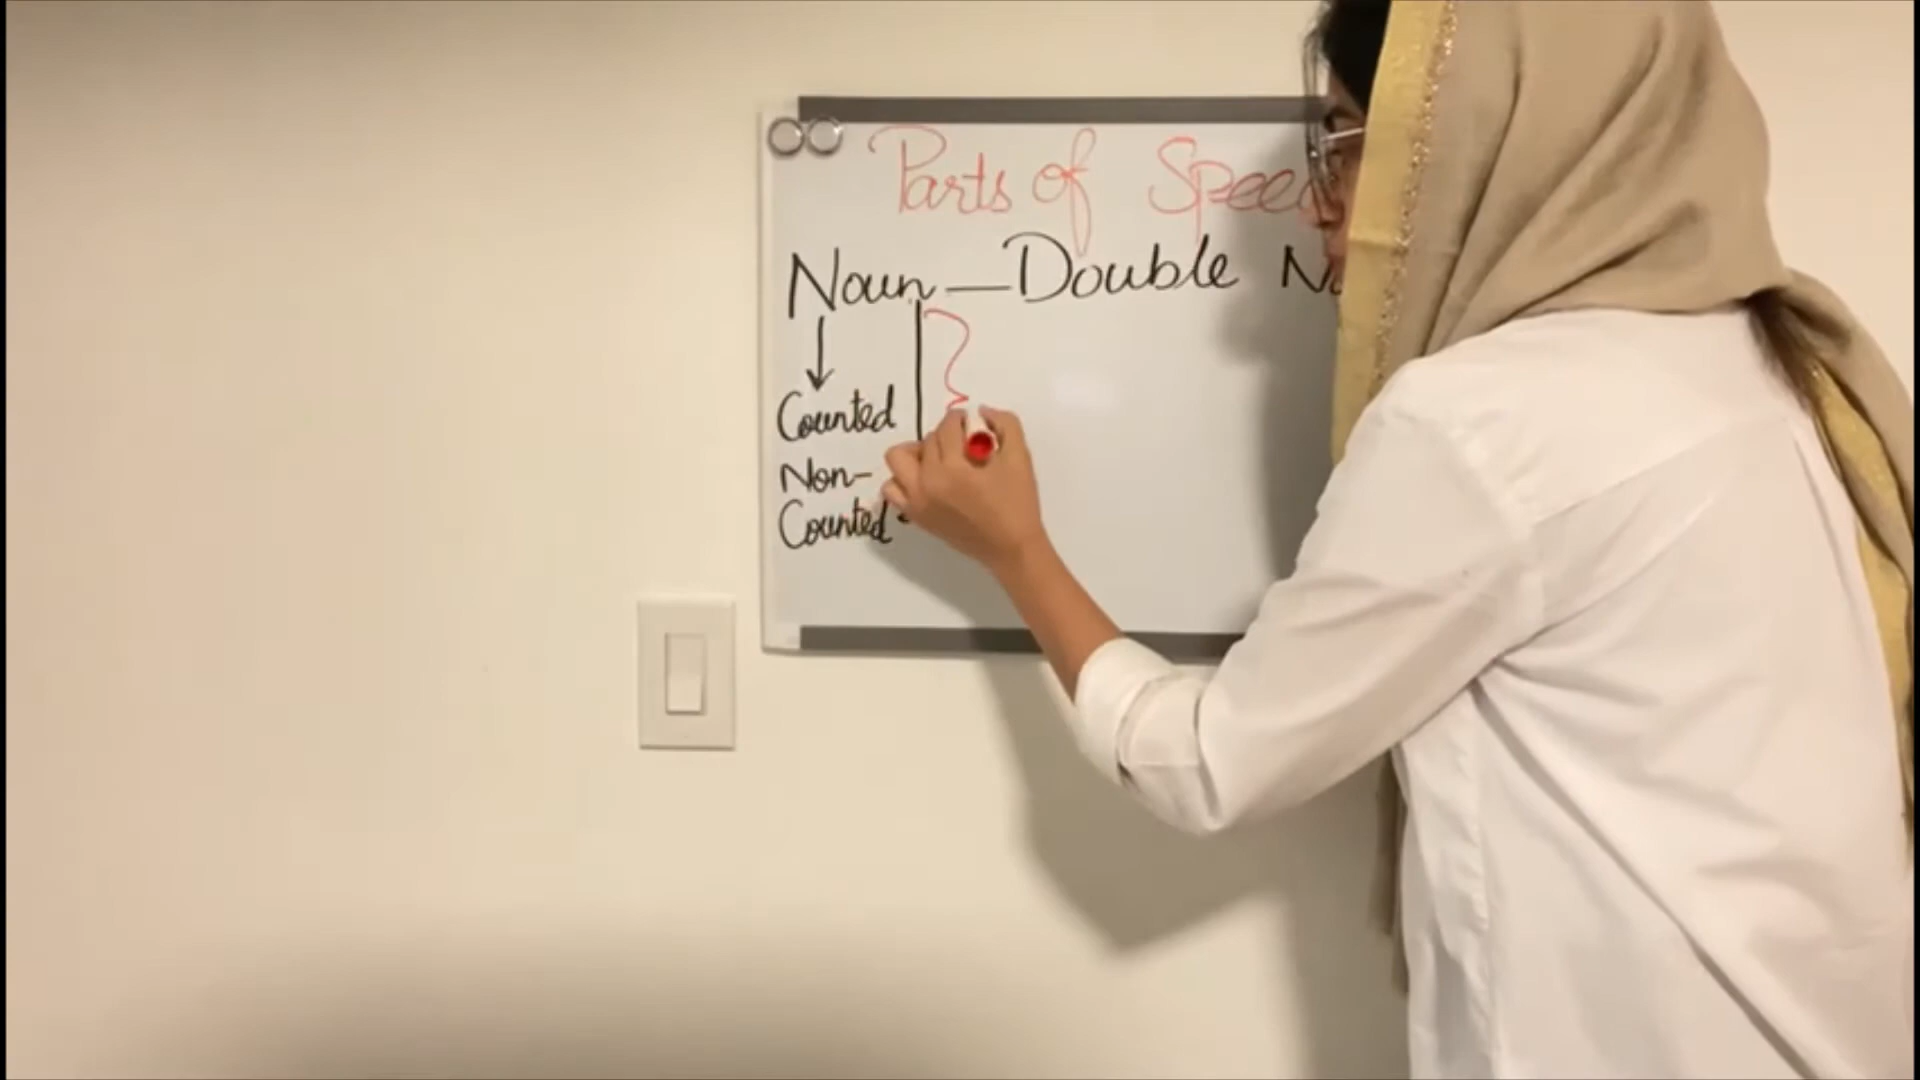 Parts of
Noun — Double
Counted
Non-
Counted